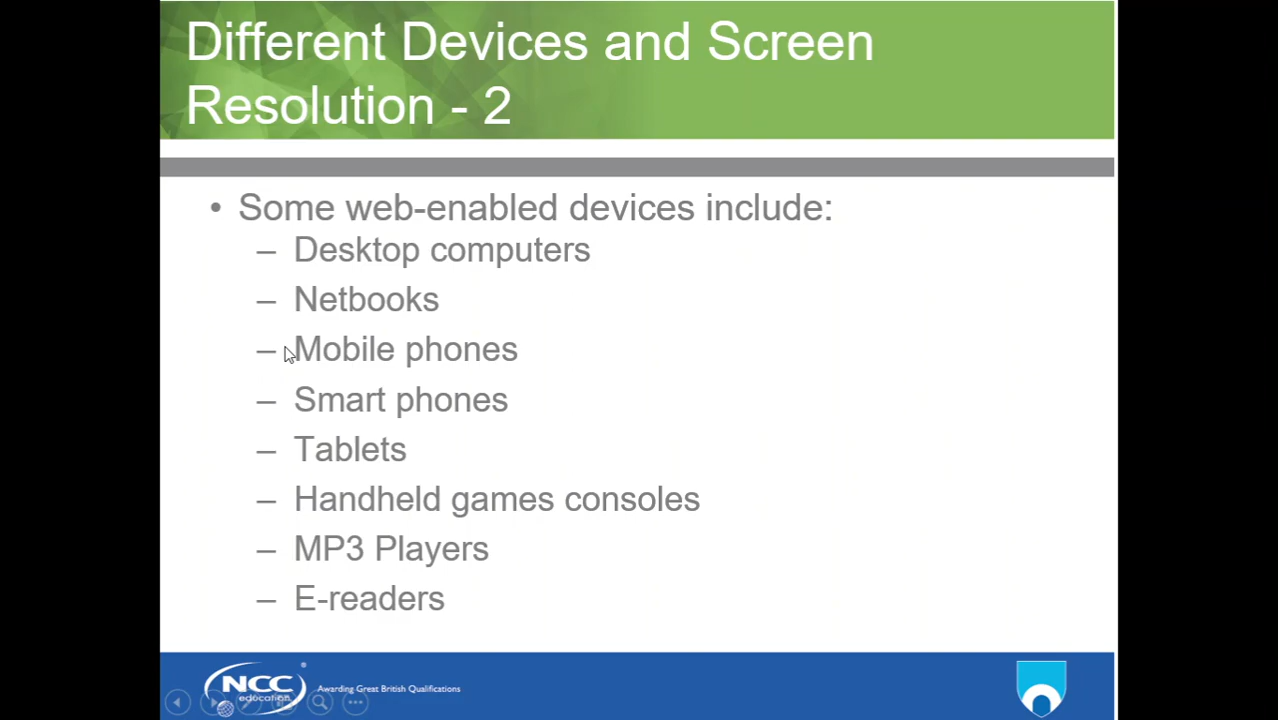 Different Devices and Screen
Resolution - 2
• Some web-enabled devices include:
– Desktop computers
– Netbooks
– Mobile phones
– Smart phones
– Tablets
– Handheld games consoles
– MP3 Players
– E-readers
NCC
education
Awarding Great British Qualifications